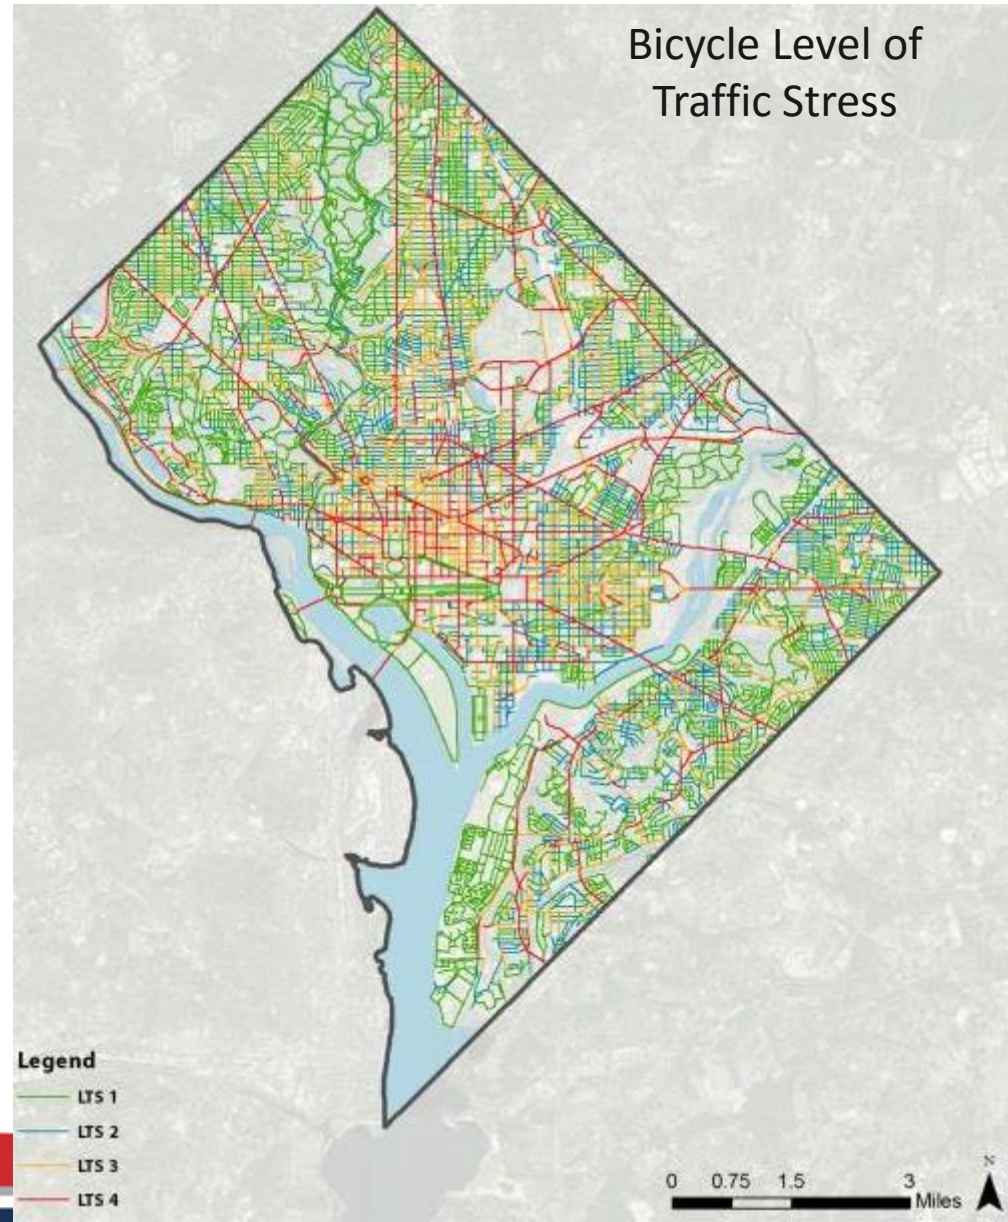 Bicycle Level of
Traffic Stress
Legend
LTS 1
LTS 2
LTS 3
LTS 4
0 0.75 1.5 3
Miles
N